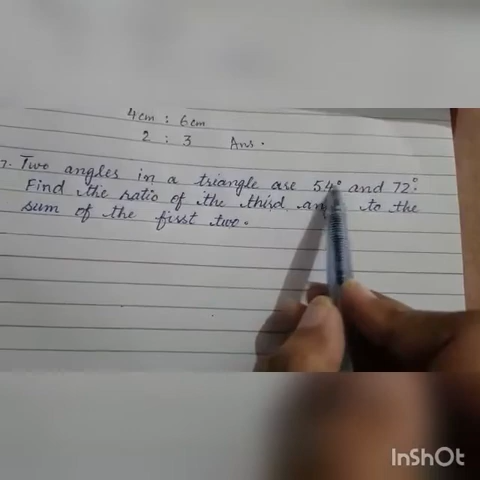 4cm : 6cm
2 : 3 Ans.
7. Two angles in a triangle are 54° and 72°.
Find the ratio of the third to the
sum of the first two.
InShOt